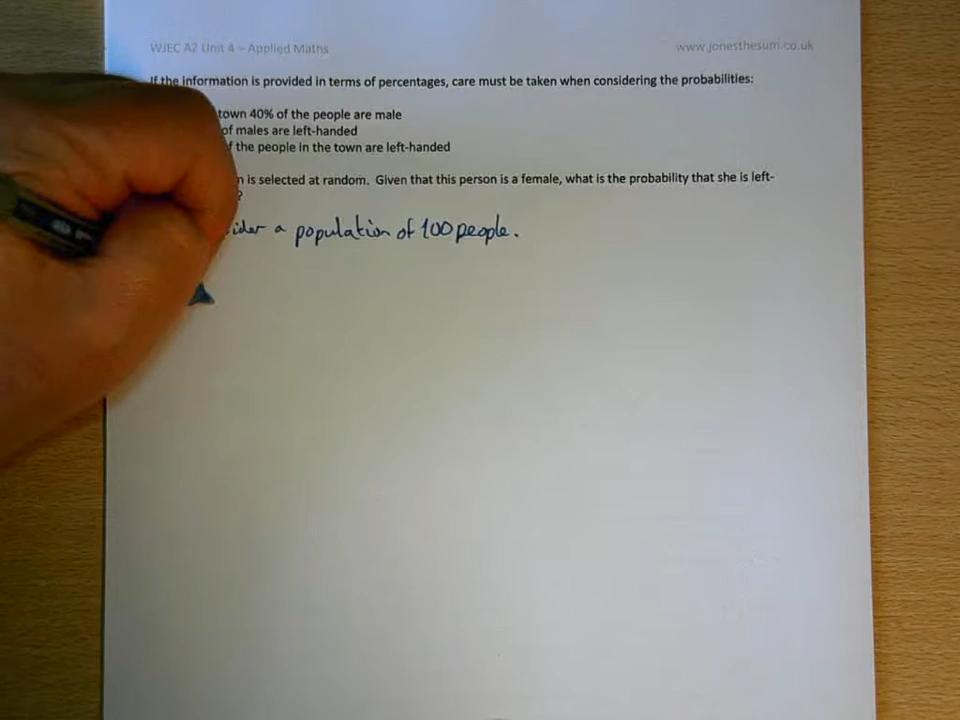 WJEC A2 Unit 4 – Applied Maths www.jonesthesum.co.uk
If the information is provided in terms of percentages, care must be taken when considering the probabilities:
town 40% of the people are male
of males are left-handed
the people in the town are left-handed
is selected at random. Given that this person is a female, what is the probability that she is left-
?
a population of 100 people.